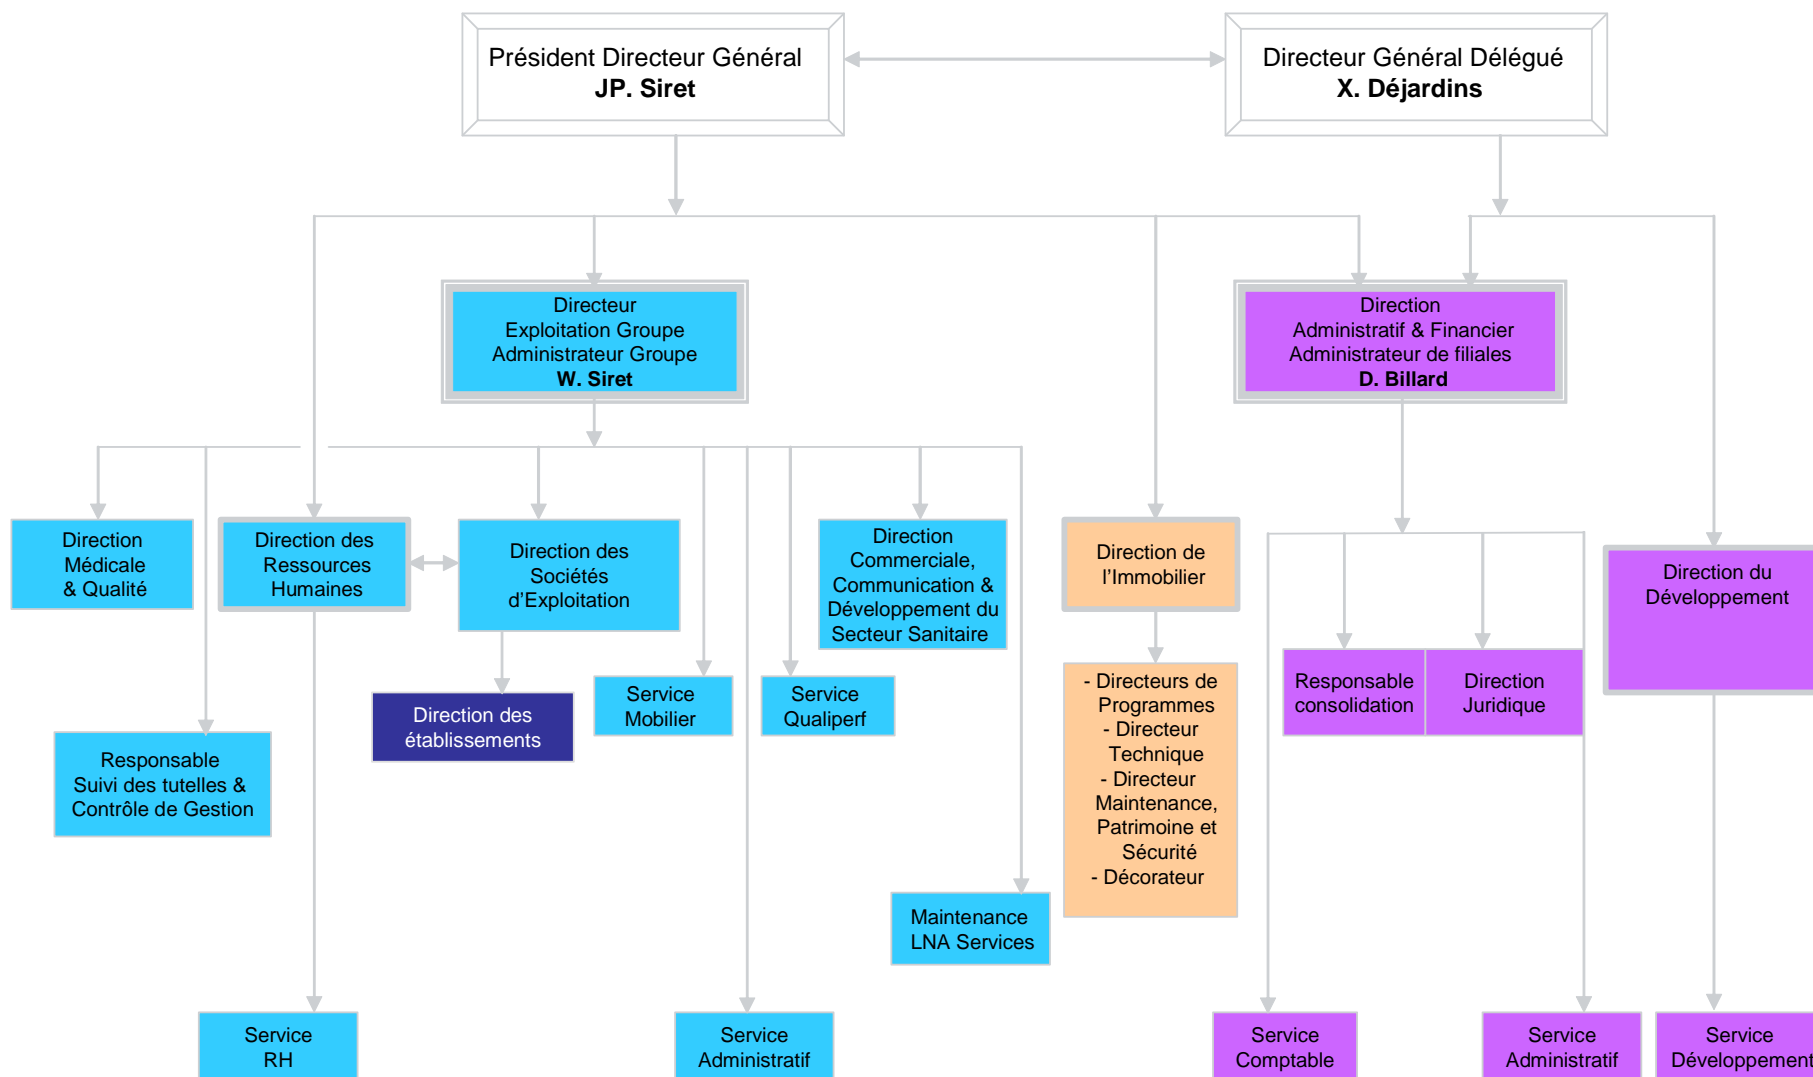 Président Directeur Général
JP. Siret
Directeur Général Délégué
X. Déjardins
Directeur
Exploitation Groupe
Administrateur Groupe
W. Siret
Direction
Administratif & Financier
Administrateur de filiales
D. Billard
Direction
Médicale
& Qualité
Direction des
Ressources
Humaines
Direction des
Sociétés
d’Exploitation
Direction
Commerciale,
Communication &
Développement du
Secteur Sanitaire
Direction de
l’Immobilier
Direction du
Développement
Responsable
consolidation
Direction
Juridique
Direction des
établissements
Service
Mobilier
Service
Qualiperf
- Directeurs de
Programmes
- Directeur
Technique
- Directeur
Maintenance,
Patrimoine et
Sécurité
- Décorateur
Responsable
Suivi des tutelles &
Contrôle de Gestion
Maintenance
LNA Services
Service
RH
Service
Administratif
Service
Comptable
Service
Administratif
Service
Développement